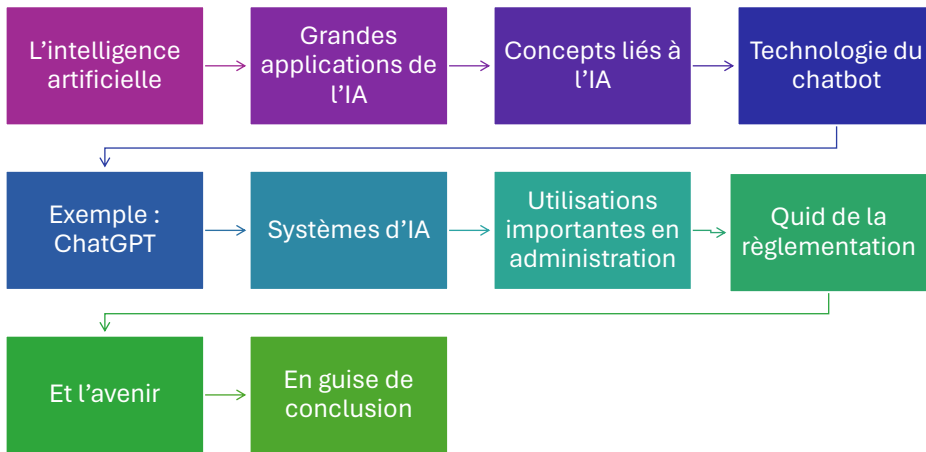 L'intelligence
artificielle
Grandes
applications de
l'IA
Concepts liés à
l'IA
Technologie du
chatbot
Exemple :
ChatGPT
Systèmes d'IA
Utilisations
importantes en
administration
Quid de la
règlementation
Et l'avenir
En guise de
conclusion